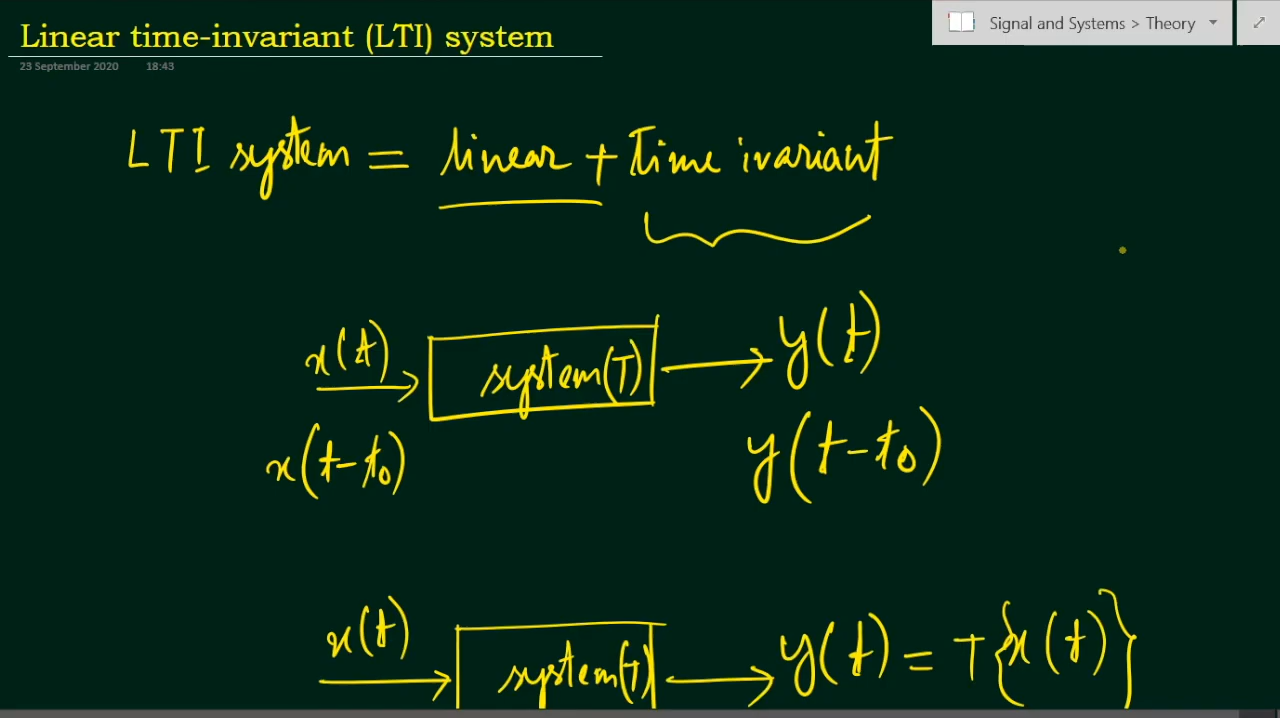 Linear time-invariant (LTI) system
Signal and Systems > Theory
23 September 2020 18:43
LTI system = linear + Time ivariant
x(t) system(T) y(t)
x(t-t₀) y(t-t₀)
x(t) system(T) y(t) = T{x(t)}